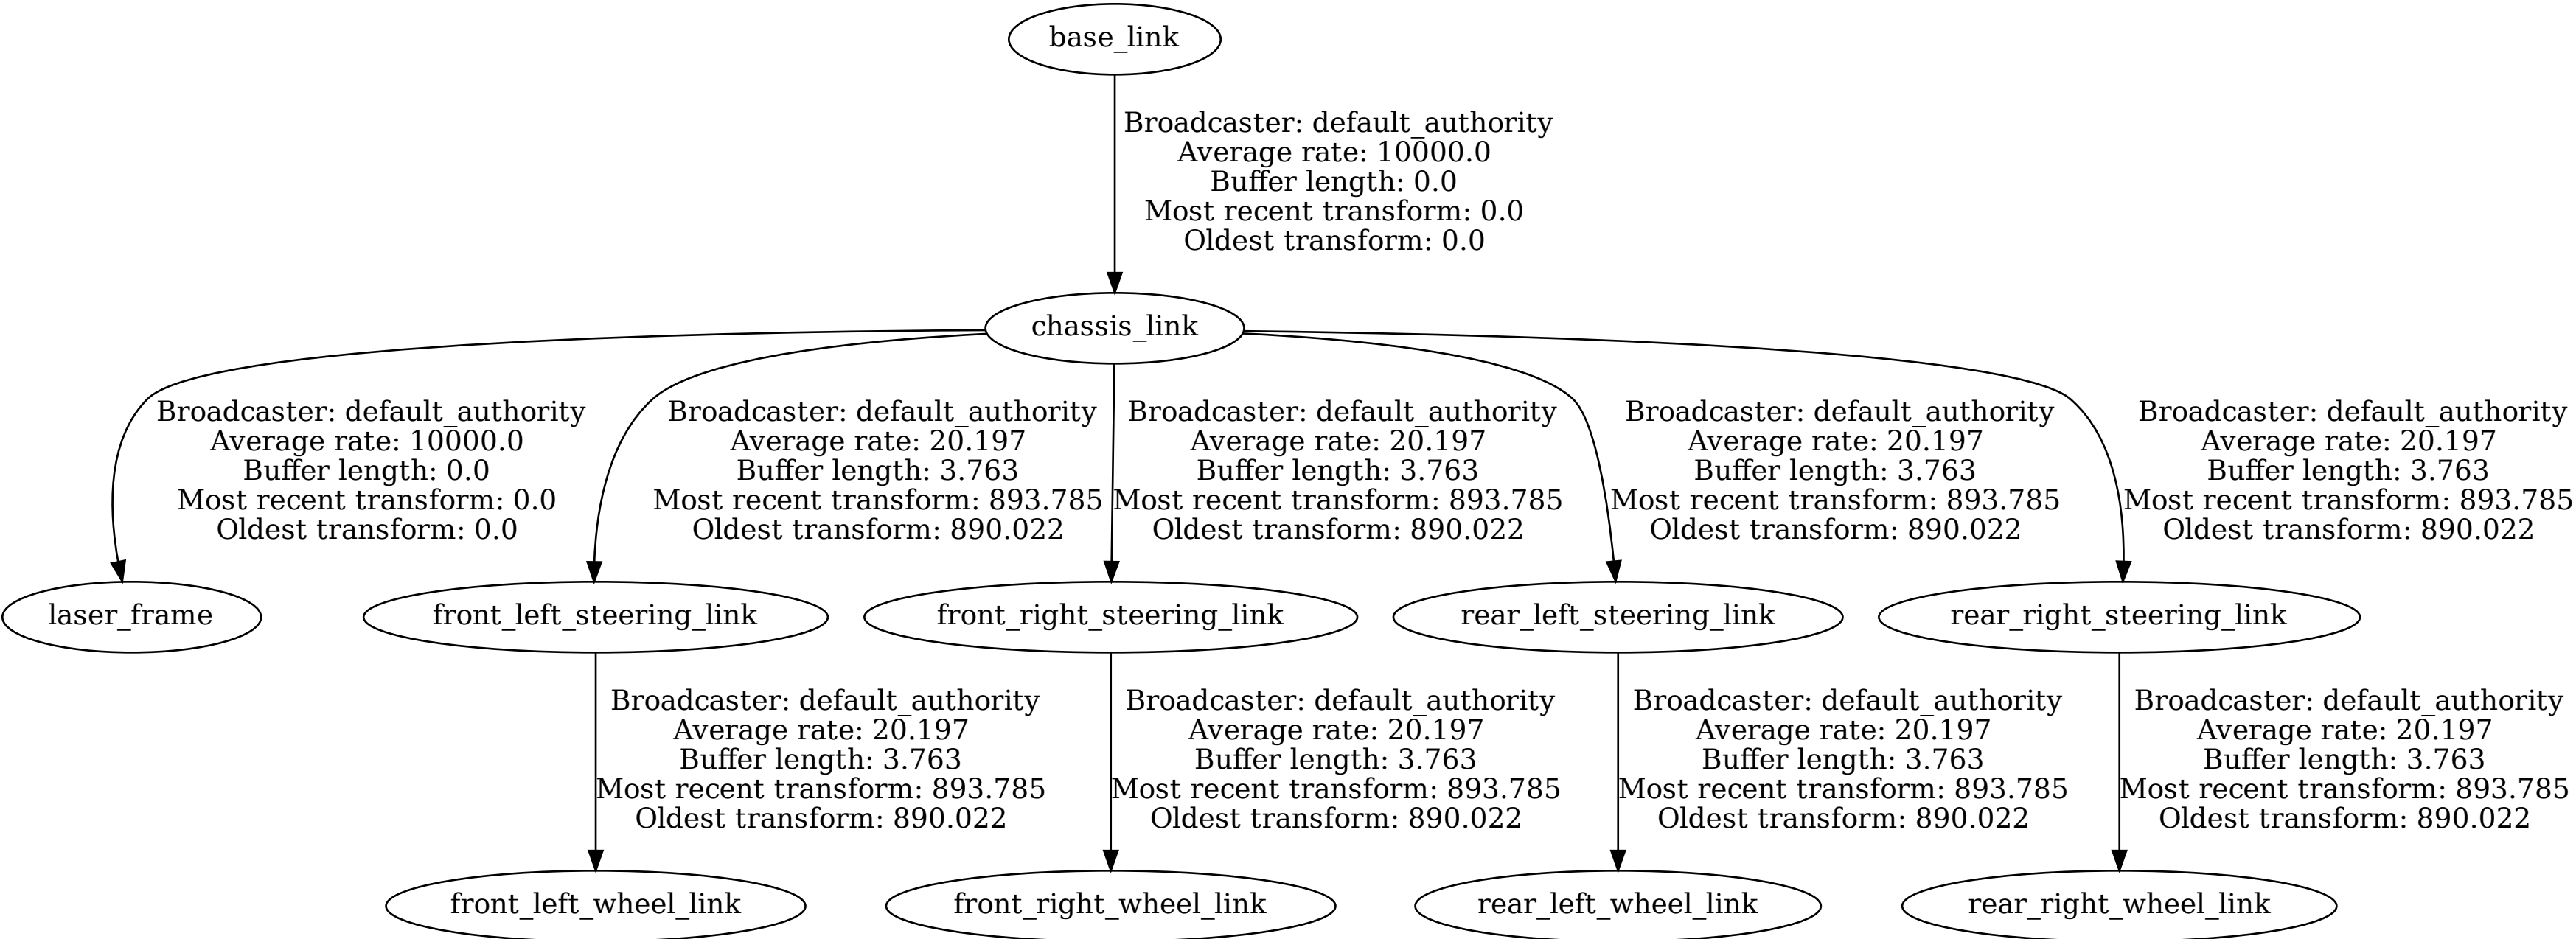 base_link
Broadcaster: default_authority
Average rate: 10000.0
Buffer length: 0.0
Most recent transform: 0.0
Oldest transform: 0.0
chassis_link
Broadcaster: default_authority
Average rate: 10000.0
Buffer length: 0.0
Most recent transform: 0.0
Oldest transform: 0.0
Broadcaster: default_authority
Average rate: 20.197
Buffer length: 3.763
Most recent transform: 893.785
Oldest transform: 890.022
Broadcaster: default_authority
Average rate: 20.197
Buffer length: 3.763
Most recent transform: 893.785
Oldest transform: 890.022
Broadcaster: default_authority
Average rate: 20.197
Buffer length: 3.763
Most recent transform: 893.785
Oldest transform: 890.022
Broadcaster: default_authority
Average rate: 20.197
Buffer length: 3.763
Most recent transform: 893.785
Oldest transform: 890.022
laser_frame
front_left_steering_link
front_right_steering_link
rear_left_steering_link
rear_right_steering_link
Broadcaster: default_authority
Average rate: 20.197
Buffer length: 3.763
Most recent transform: 893.785
Oldest transform: 890.022
Broadcaster: default_authority
Average rate: 20.197
Buffer length: 3.763
Most recent transform: 893.785
Oldest transform: 890.022
Broadcaster: default_authority
Average rate: 20.197
Buffer length: 3.763
Most recent transform: 893.785
Oldest transform: 890.022
Broadcaster: default_authority
Average rate: 20.197
Buffer length: 3.763
Most recent transform: 893.785
Oldest transform: 890.022
front_left_wheel_link
front_right_wheel_link
rear_left_wheel_link
rear_right_wheel_link